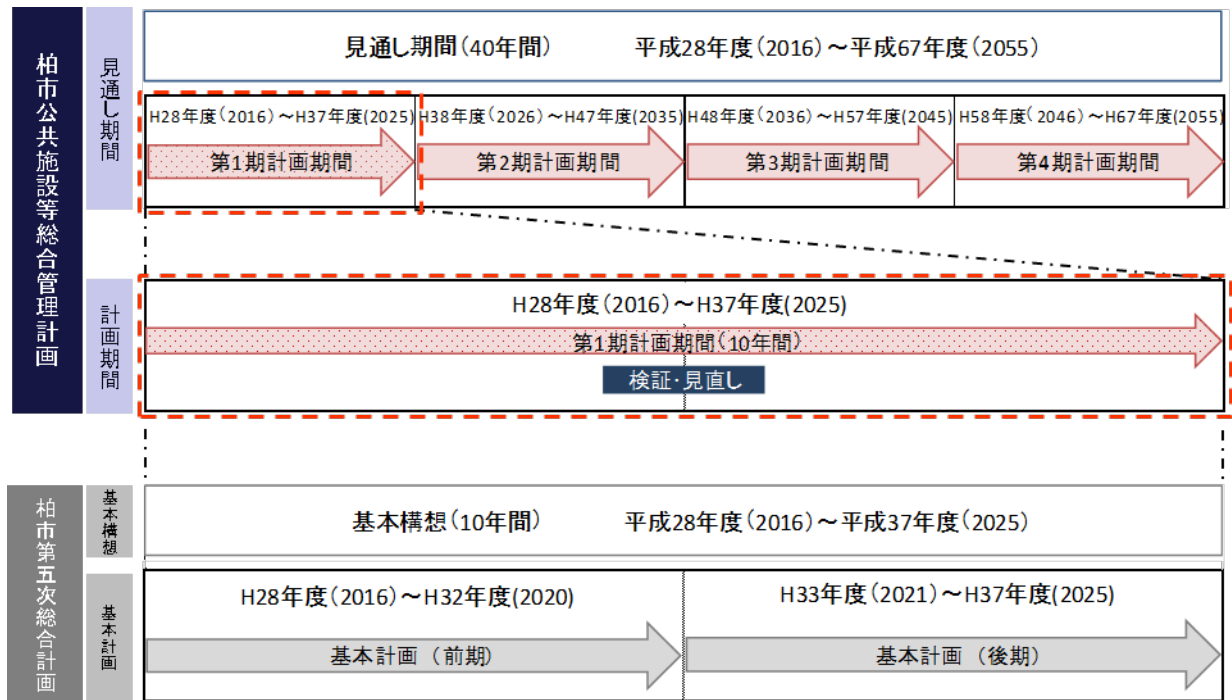 柏市公共施設等総合管理計画
見通し期間
見通し期間(40年間) 平成28年度(2016)～平成67年度(2055)
H28年度(2016)～H37年度(2025)
H38年度(2026)～H47年度(2035)
H48年度(2036)～H57年度(2045)
H58年度(2046)～H67年度(2055)
第1期計画期間
第2期計画期間
第3期計画期間
第4期計画期間
計画期間
H28年度(2016)～H37年度(2025)
第1期計画期間(10年間)
検証・見直し
柏市第五次総合計画
基本構想
基本構想(10年間) 平成28年度(2016)～平成37年度(2025)
基本計画
H28年度(2016)～H32年度(2020)
H33年度(2021)～H37年度(2025)
基本計画 (前期)
基本計画 (後期)